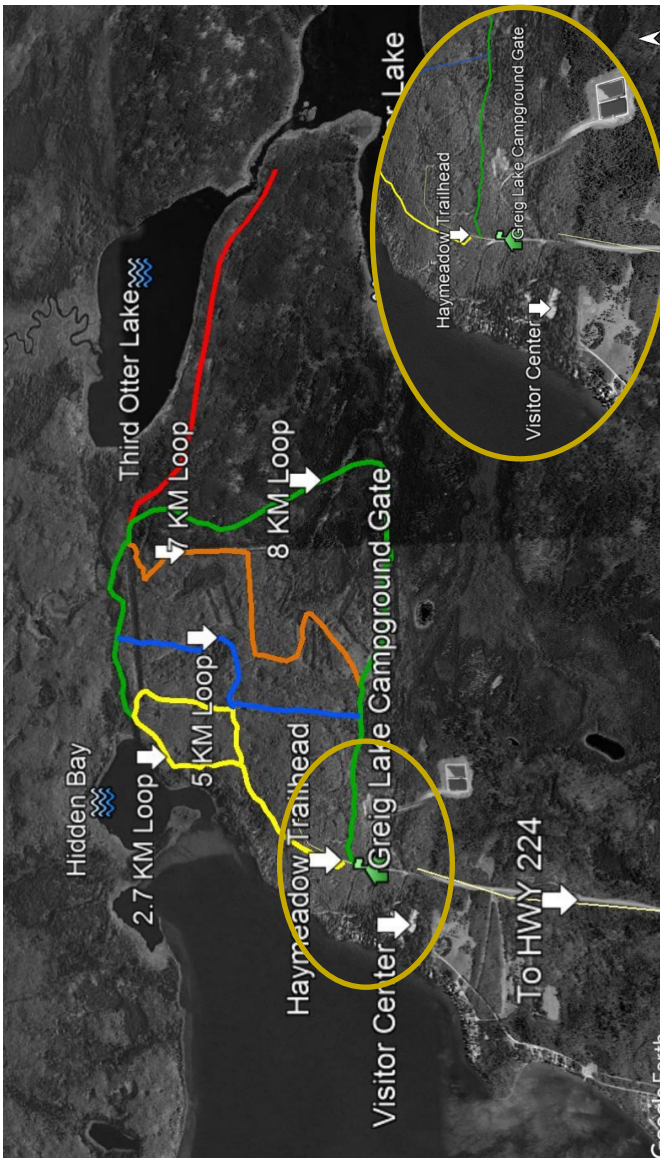 Hidden Bay
2.7 KM Loop
5 KM Loop
Third Otter Lake
7 KM Loop
8 KM Loop
Haymeadow Trailhead
Greig Lake Campground Gate
Visitor Center
To HWY 224
Lake
Haymeadow Trailhead
Greig Lake Campground Gate
Visitor Center